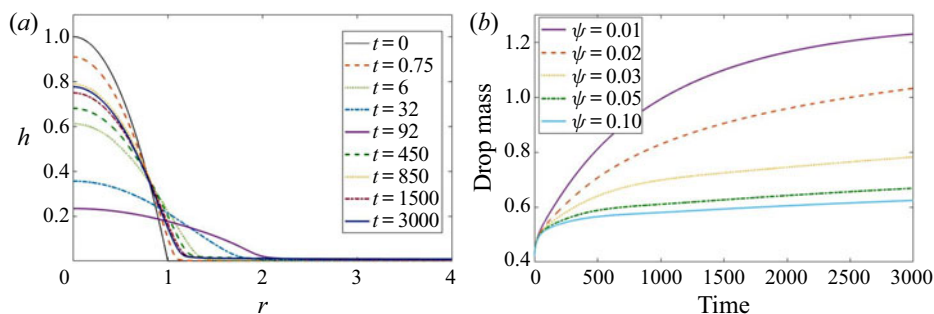 (a)
1.0
0.8
0.6
0.4
0.2
h
0
1
2
3
4
r
t = 0
t = 0.75
t = 6
t = 32
t = 92
t = 450
t = 850
t = 1500
t = 3000
(b)
1.2
1.0
0.8
0.6
0.4
Drop mass
0
500
1000
1500
2000
2500
3000
Time
ψ = 0.01
ψ = 0.02
ψ = 0.03
ψ = 0.05
ψ = 0.10